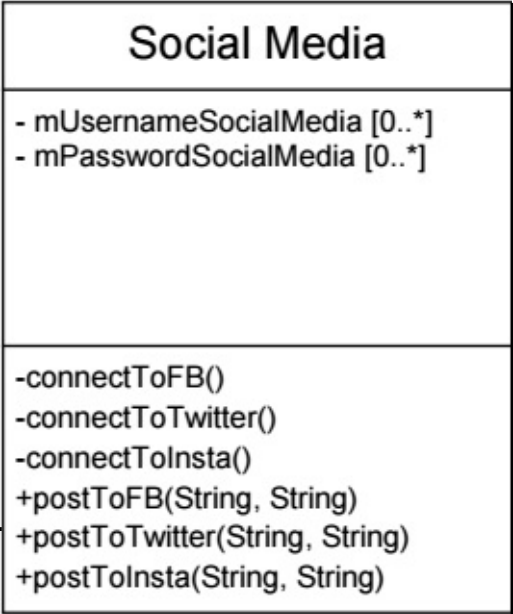 Social Media
- mUsernameSocialMedia [0..*]
- mPasswordSocialMedia [0..*]
-connectToFB()
-connectToTwitter()
-connectToInsta()
+postToFB(String, String)
+postToTwitter(String, String)
+postToInsta(String, String)